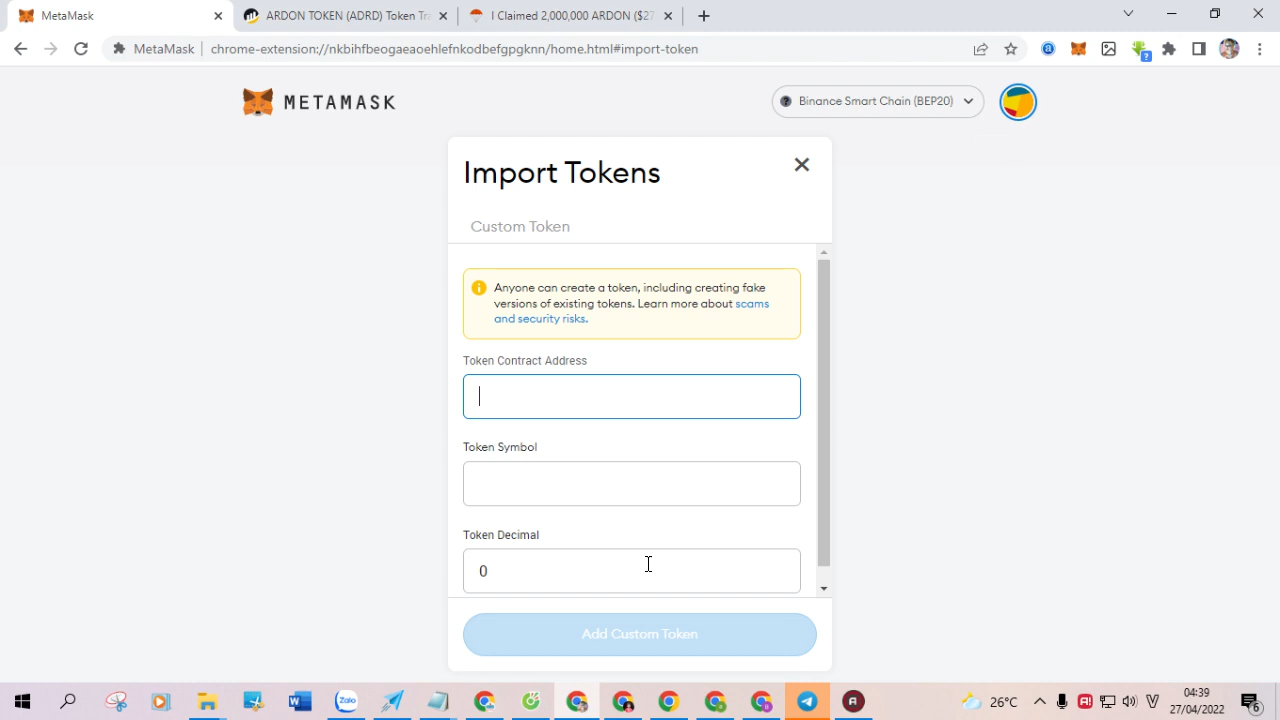 MetaMask
ARDON TOKEN (ADRD) Token Tra
I Claimed 2,000,000 ARDON ($27
MetaMask
chrome-extension://nkbihfbeogaeaoehlefnkodbefgpgknn/home.html#import-token
METAMASK
Binance Smart Chain (BEP20)
Import Tokens
Custom Token
Anyone can create a token, including creating fake
versions of existing tokens. Learn more about scams
and security risks.
Token Contract Address
Token Symbol
Token Decimal
0
Add Custom Token
26°C
04:39
27/04/2022
Zalo
6